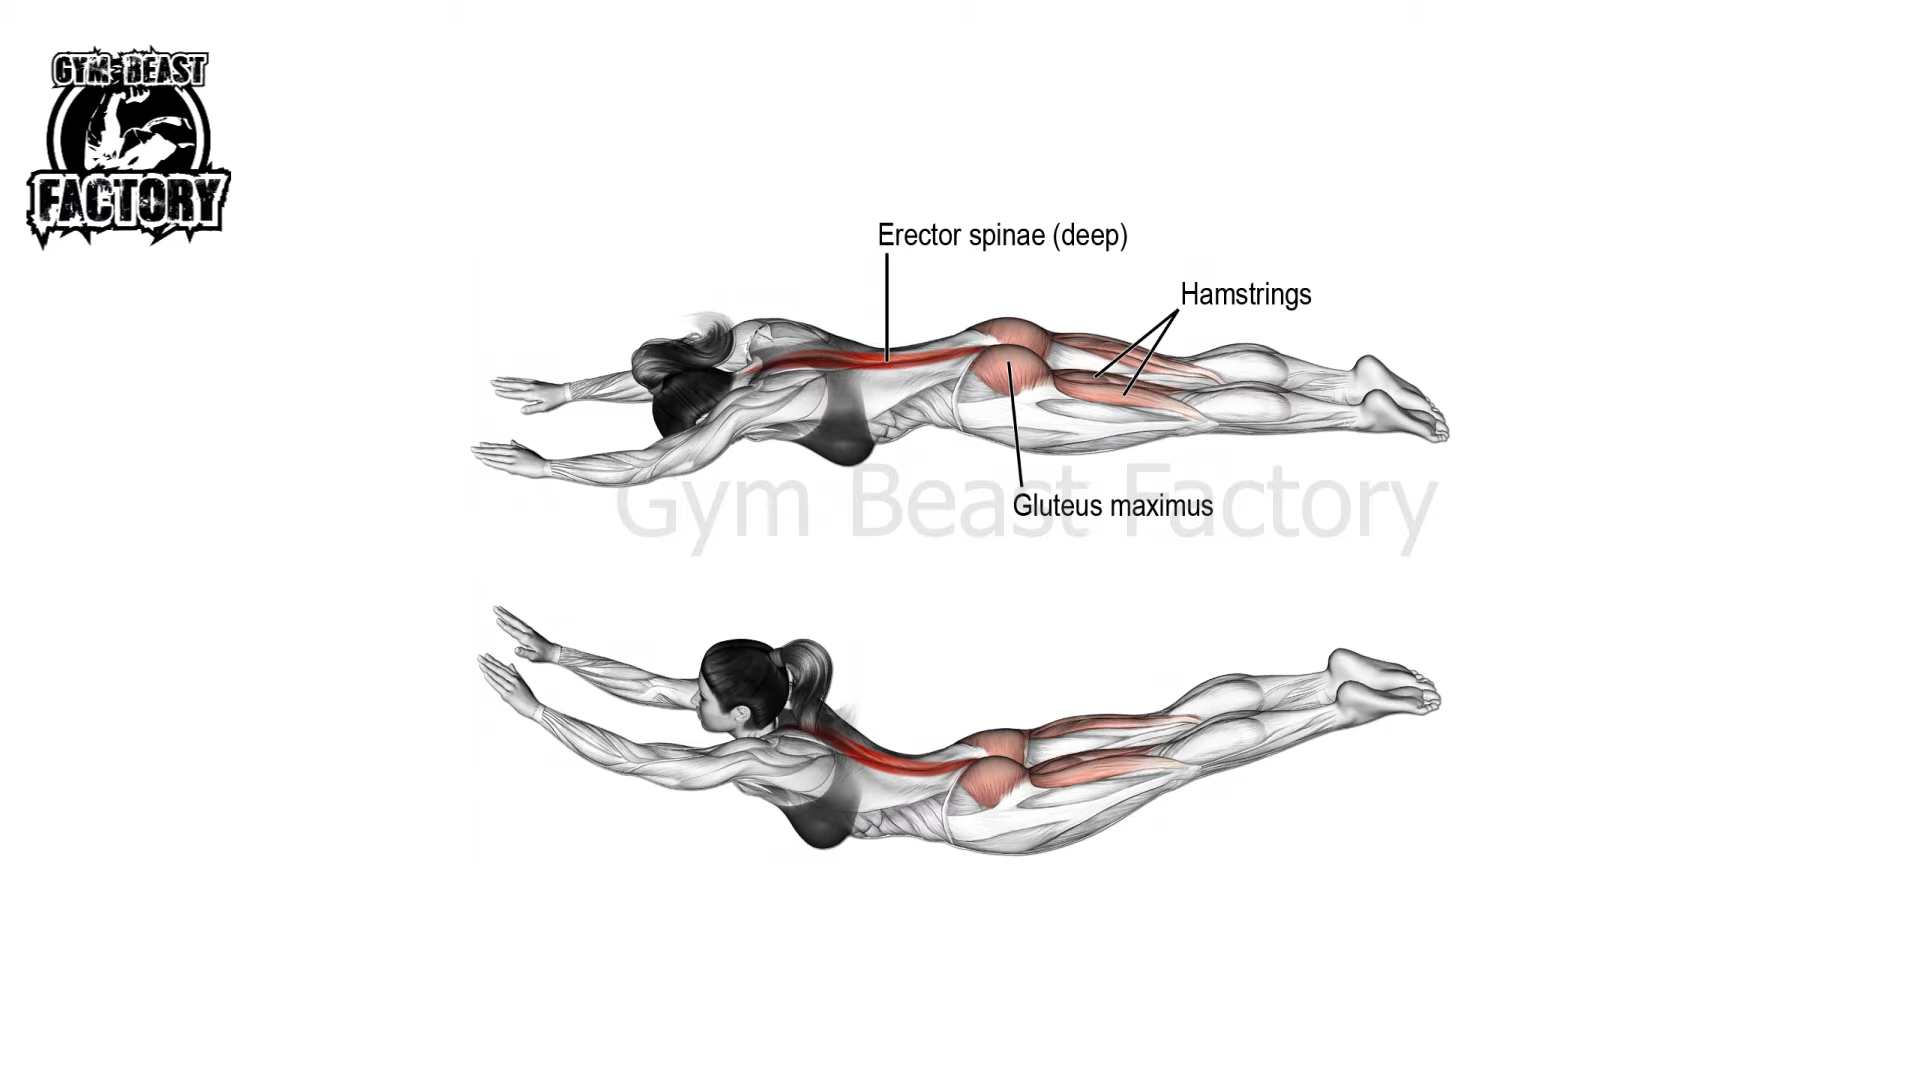 GYM BEAST
FACTORY
Erector spinae (deep)
Hamstrings
Gluteus maximus
Gym Beast Factory